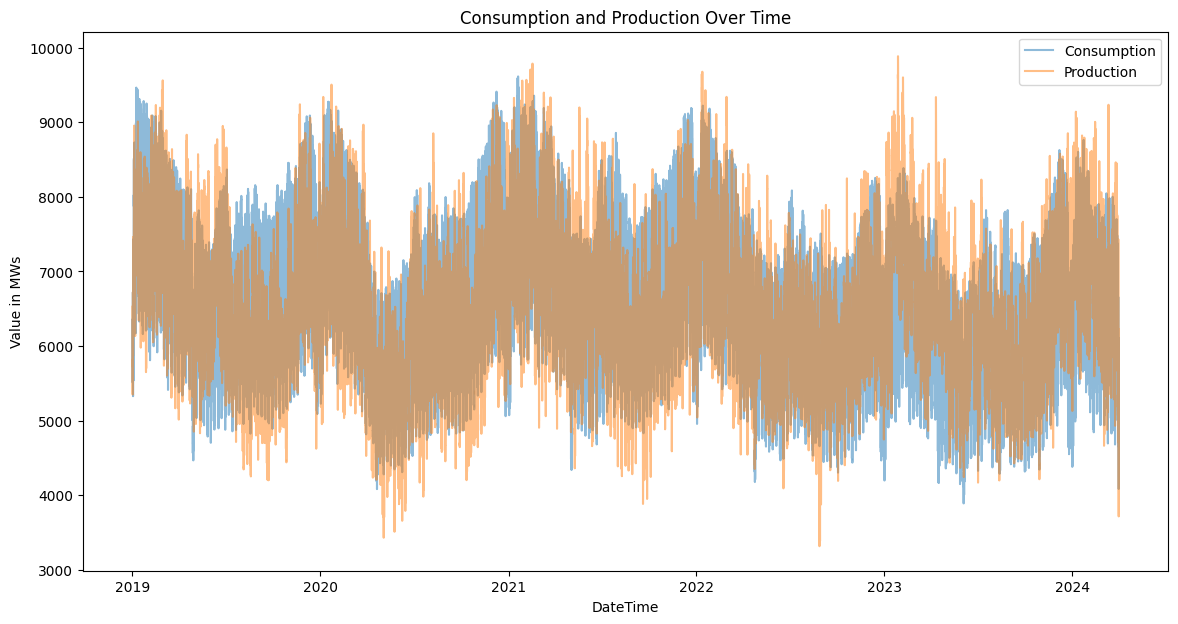 Consumption and Production Over Time
Consumption
Production
10000
9000
8000
7000
6000
5000
4000
3000
Value in MWs
2019
2020
2021
2022
2023
2024
DateTime